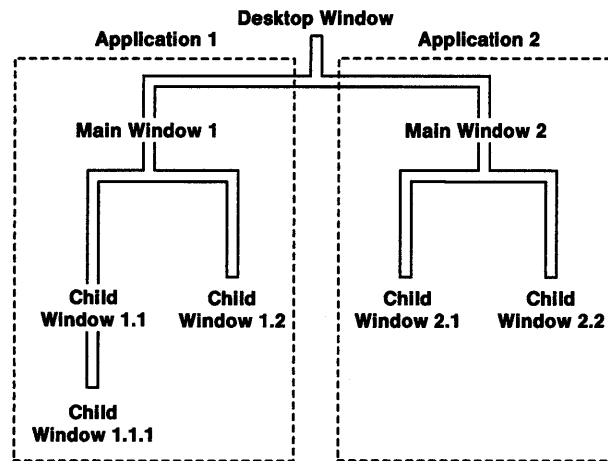 Desktop Window
Application 1
Application 2
Main Window 1
Main Window 2
Child
Window 1.1
Child
Window 1.2
Child
Window 2.1
Child
Window 2.2
Child
Window 1.1.1